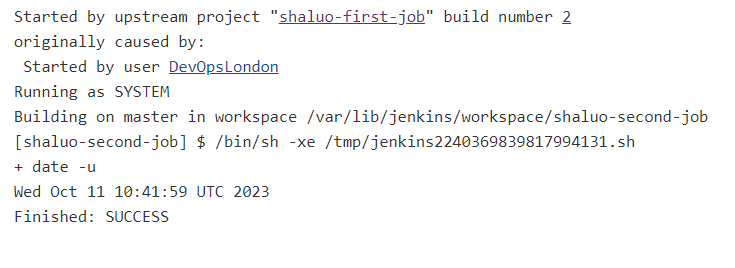 Started by upstream project "shaluo-first-job" build number 2
originally caused by:
Started by user DevOpsLondon
Running as SYSTEM
Building on master in workspace /var/lib/jenkins/workspace/shaluo-second-job
[shaluo-second-job] $ /bin/sh -xe /tmp/jenkins2240369839817994131.sh
+ date -u
Wed Oct 11 10:41:59 UTC 2023
Finished: SUCCESS